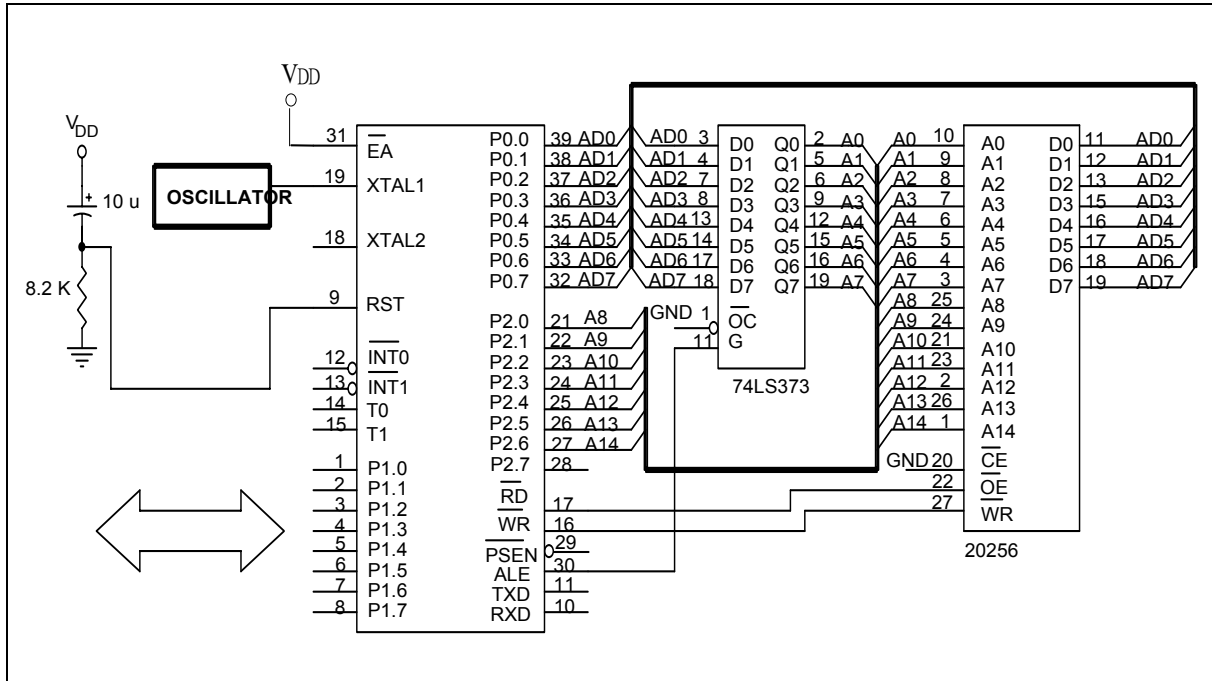 VDD
VDD
10 u
8.2 K
OSCILLATOR
31 EA
19 XTAL1
18 XTAL2
9 RST
12 INT0
13 INT1
14 T0
15 T1
1 P1.0
2 P1.1
3 P1.2
4 P1.3
5 P1.4
6 P1.5
7 P1.6
8 P1.7
P0.0 39 AD0
P0.1 38 AD1
P0.2 37 AD2
P0.3 36 AD3
P0.4 35 AD4
P0.5 34 AD5
P0.6 33 AD6
P0.7 32 AD7
P2.0 21 A8
P2.1 22 A9
P2.2 23 A10
P2.3 24 A11
P2.4 25 A12
P2.5 26 A13
P2.6 27 A14
P2.7 28
RD 17
WR 16
PSEN 29
ALE 30
TXD 11
RXD 10
AD0 3 D0 Q0 2 A0
AD1 4 D1 Q1 5 A1
AD2 7 D2 Q2 6 A2
AD3 8 D3 Q3 9 A3
AD4 13 D4 Q4 12 A4
AD5 14 D5 Q5 15 A5
AD6 17 D6 Q6 16 A6
AD7 18 D7 Q7 19 A7
GND 1 OC
11 G
74LS373
A0 10 A0 D0 11 AD0
A1 9 A1 D1 12 AD1
A2 8 A2 D2 13 AD2
A3 7 A3 D3 15 AD3
A4 6 A4 D4 16 AD4
A5 5 A5 D5 17 AD5
A6 4 A6 D6 18 AD6
A7 3 A7 D7 19 AD7
A8 25 A8
A9 24 A9
A10 21 A10
A11 23 A11
A12 2 A12
A13 26 A13
A14 1 A14
GND 20 CE
22 OE
27 WR
20256